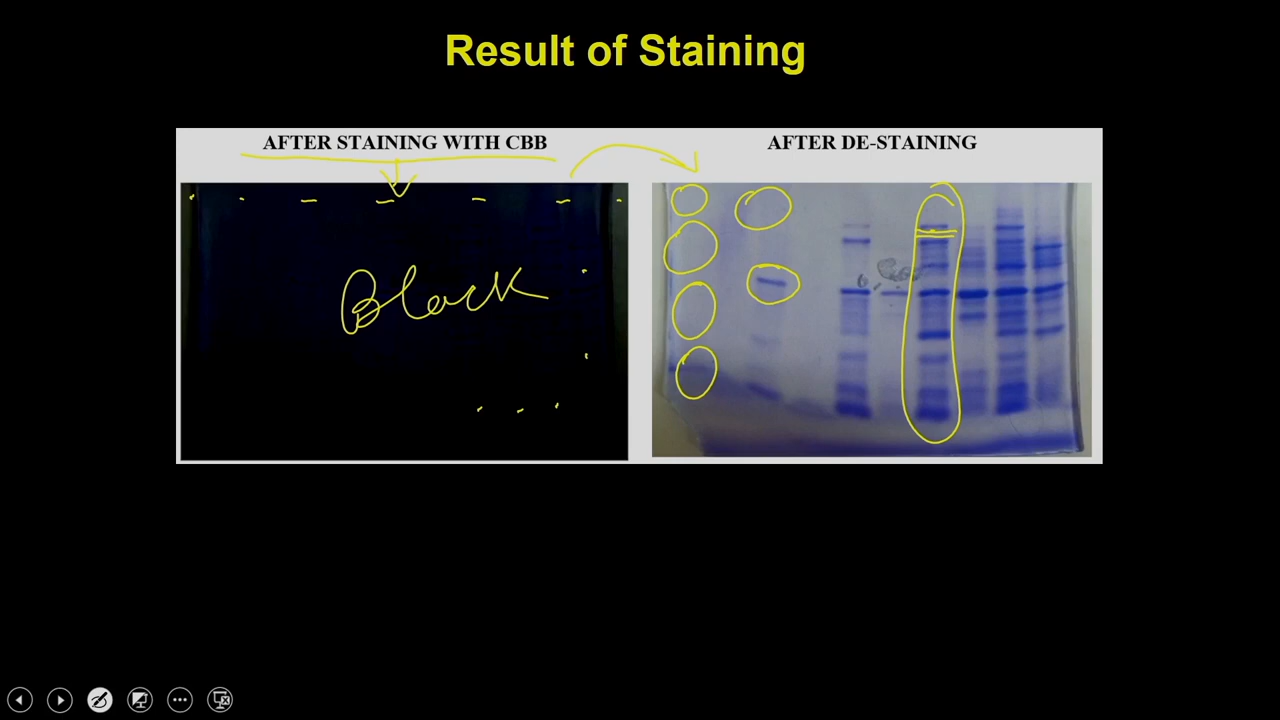 Result of Staining
AFTER STAINING WITH CBB
AFTER DE-STAINING
Black